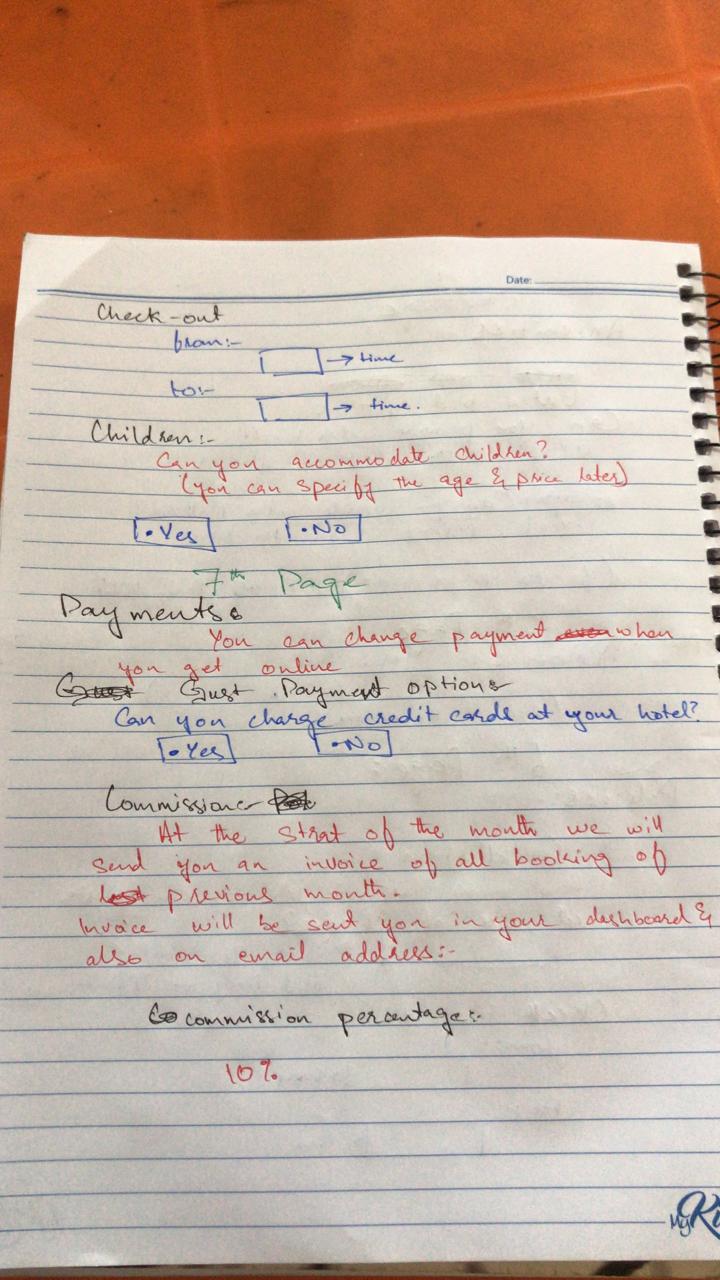 Date:
Check-out
from:-
→ time
to:-
→ time.
Children:-
Can you accommodate children?
(you can specify the age & price later)
• Yes • No
7th Page
Payments
You can change payment when
you get online
Gust Payment options
Can you charge credit cards at your hotel?
• Yes • No
Commission
At the strat of the month we will
send you an invoice of all booking of
last previous month.
Invoice will be sent you in your dashboard &
also on email address:-
commission percentage:-
10%
My